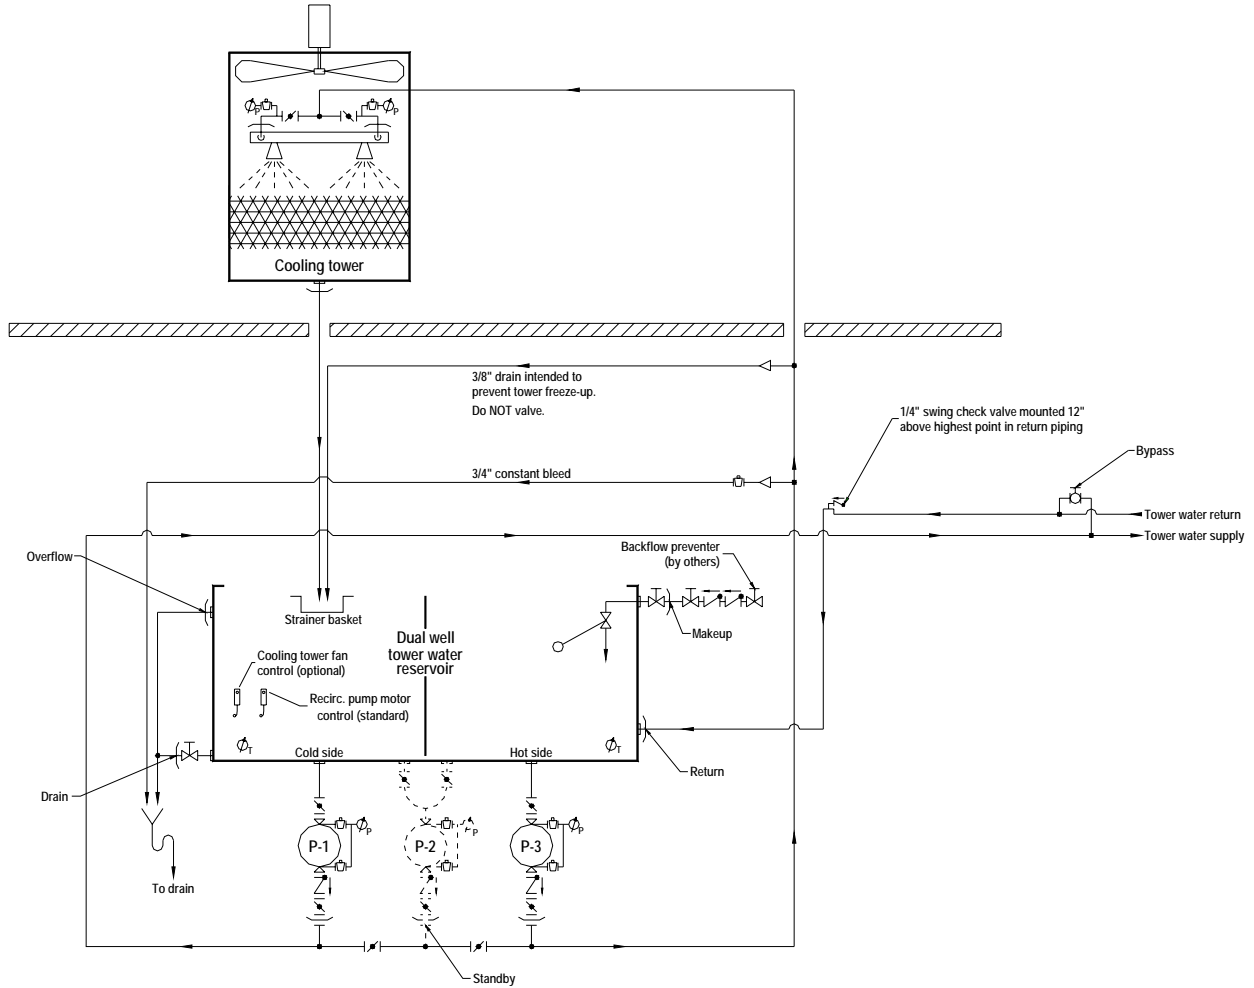 P
P
Cooling tower
3/8" drain intended to
prevent tower freeze-up.
Do NOT valve.
1/4" swing check valve mounted 12"
above highest point in return piping
Bypass
3/4" constant bleed
Tower water return
Tower water supply
Overflow
Backflow preventer
(by others)
Strainer basket
Makeup
Dual well
tower water
reservoir
Cooling tower fan
control (optional)
Recirc. pump motor
control (standard)
T
T
Cold side
Hot side
Return
Drain
P
P
P
P-1
P-2
P-3
To drain
Standby